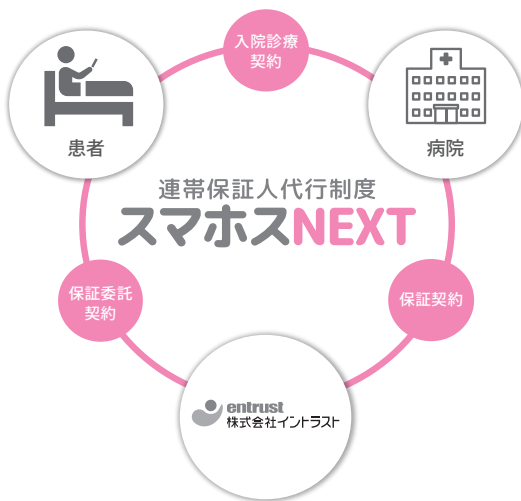 入院診療
契約
患者
病院
連帯保証人代行制度
スマホスNEXT
保証委託
契約
保証契約
entrust
株式会社イントラスト